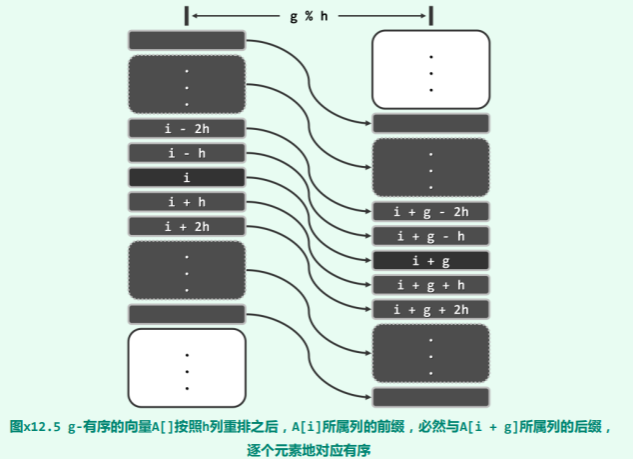 g % h
i - 2h
i - h
i
i + h
i + 2h
i + g - 2h
i + g - h
i + g
i + g + h
i + g + 2h
图x12.5 g-有序的向量A[]按照h列重排之后，A[i]所属列的前缀，必然与A[i + g]所属列的后缀，
逐个元素地对应有序